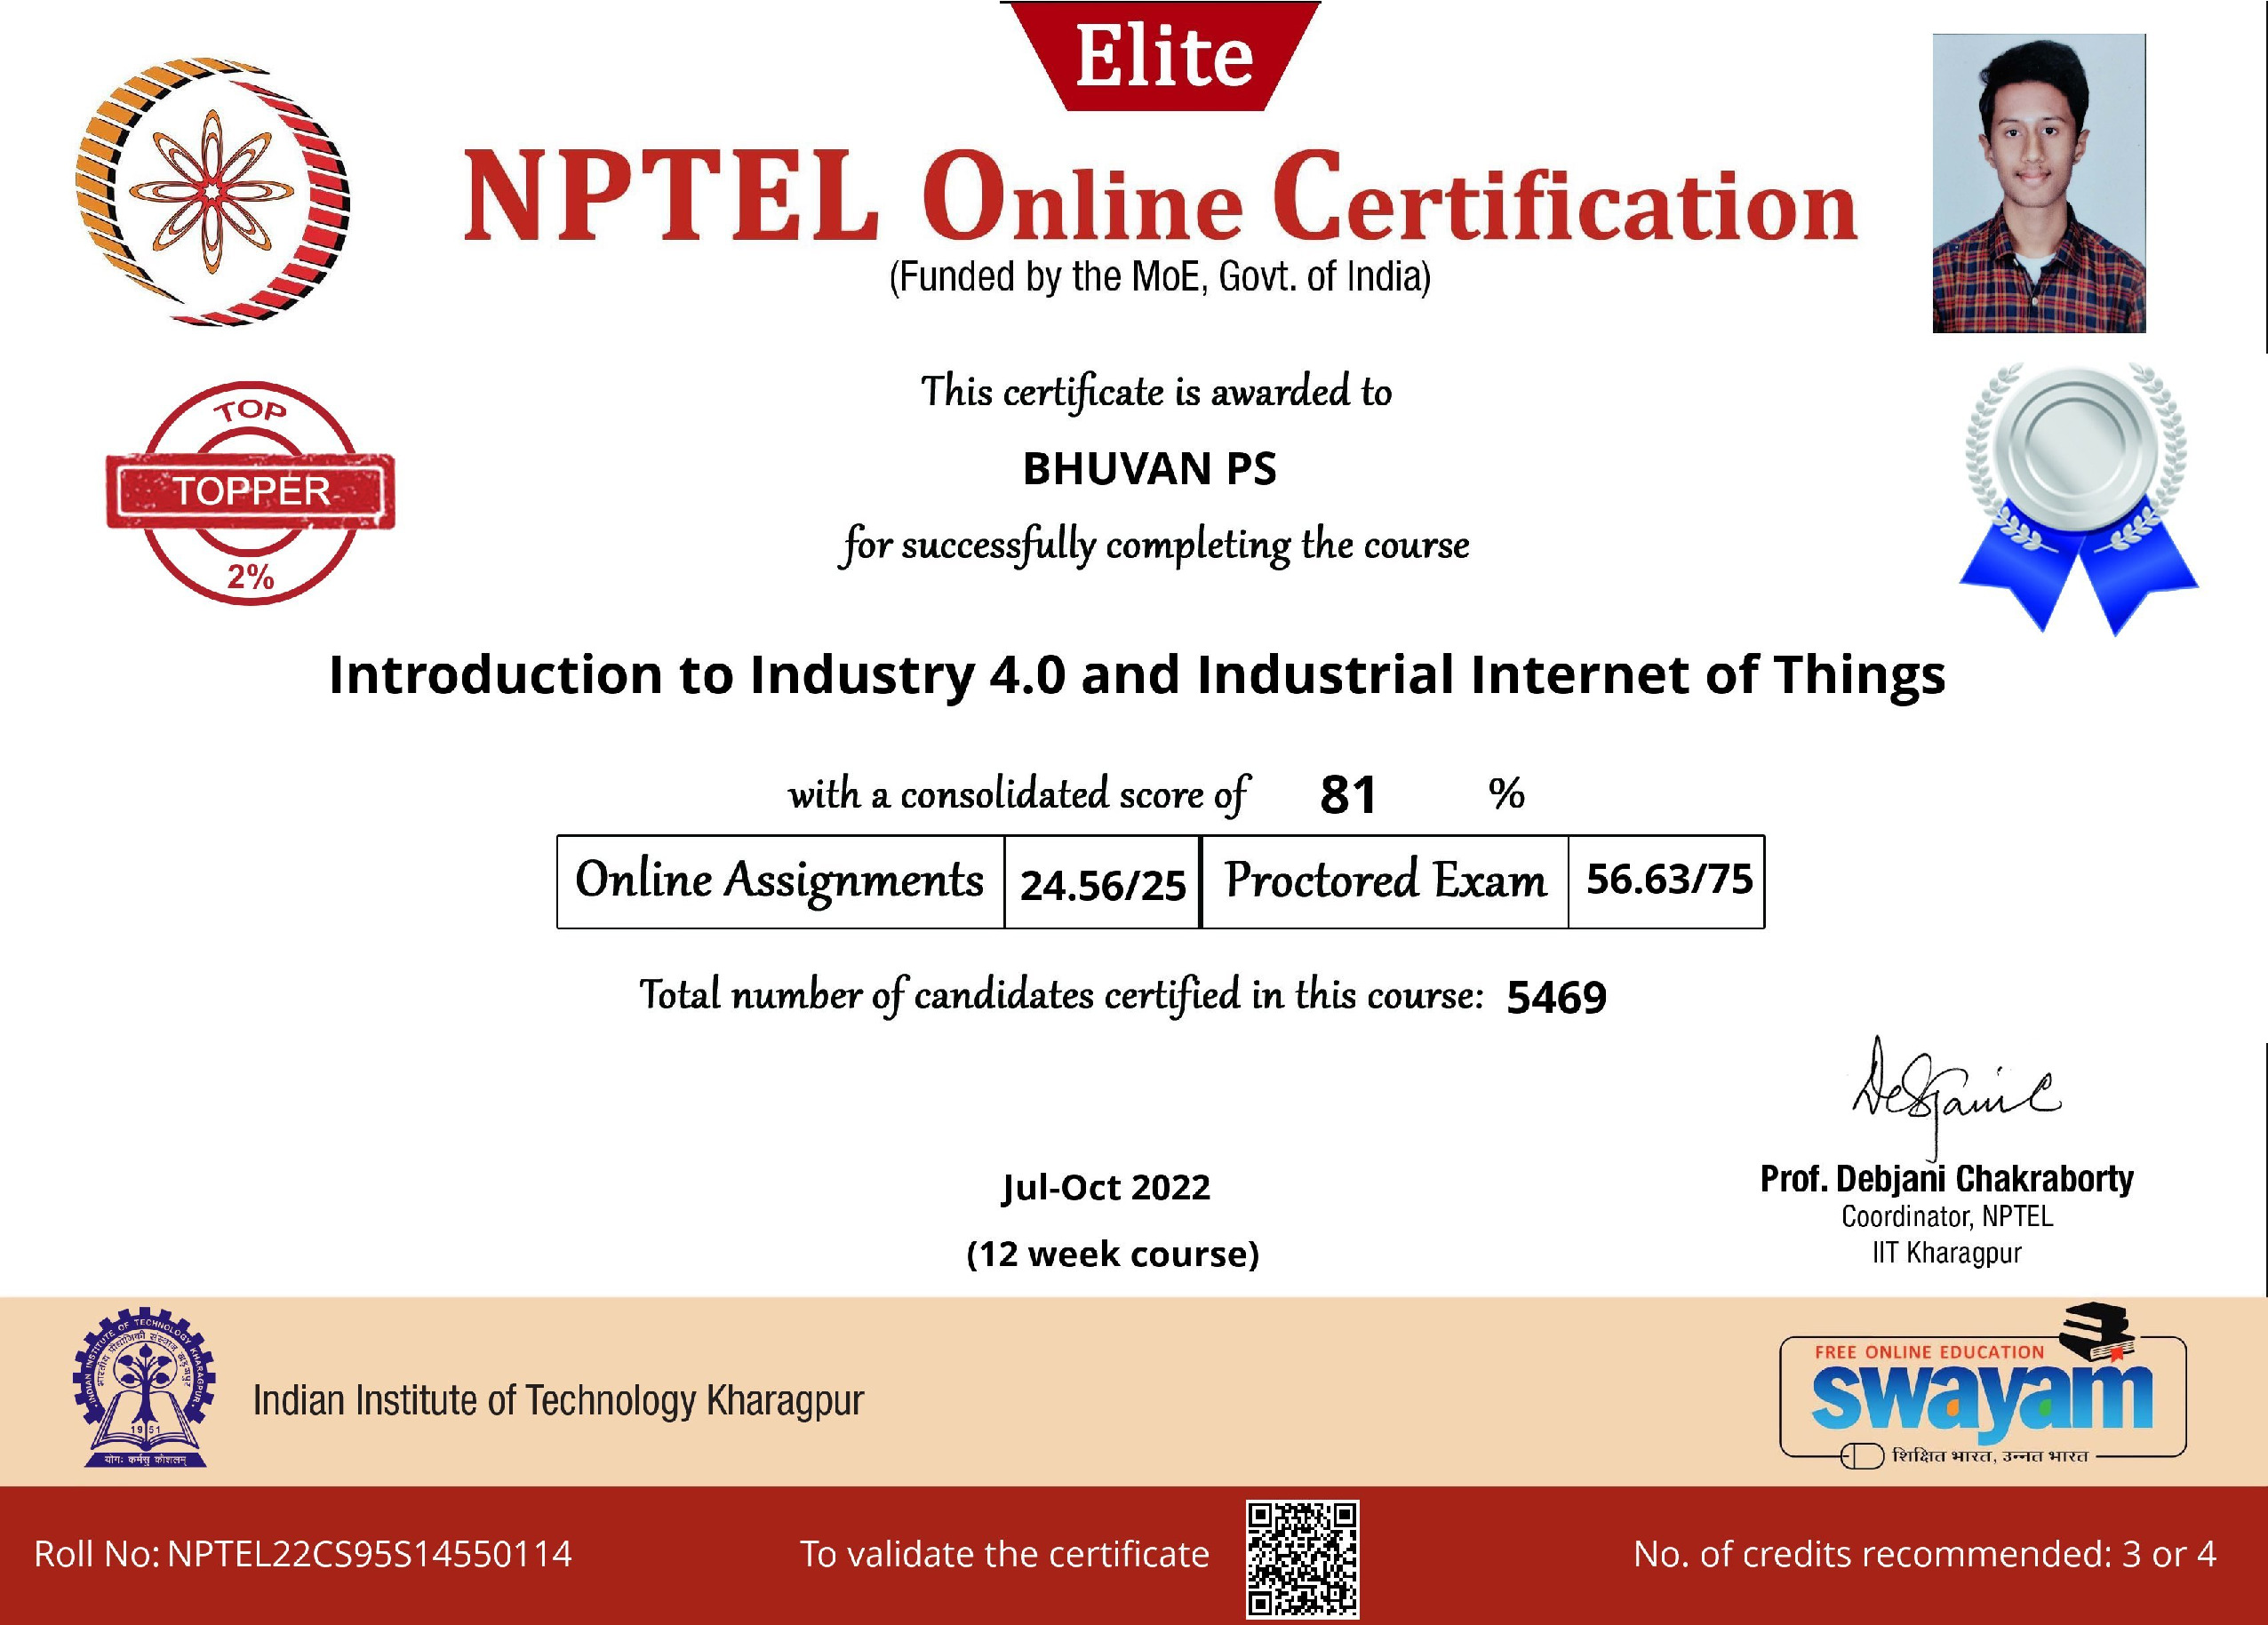 Elite
NPTEL Online Certification
(Funded by the MoE, Govt. of India)
This certificate is awarded to
BHUVAN PS
TOP
TOPPER
2%
for successfully completing the course
Introduction to Industry 4.0 and Industrial Internet of Things
with a consolidated score of 81 %
Online Assignments 24.56/25 Proctored Exam 56.63/75
Total number of candidates certified in this course: 5469
Jul-Oct 2022
(12 week course)
Prof. Debjani Chakraborty
Coordinator, NPTEL
IIT Kharagpur
INDIAN INSTITUTE OF TECHNOLOGY KHARAGPUR
भारतीय प्रौद्योगिकी संस्थान खड़गपुर
1951
योगः कर्मसु कौशलम्
Indian Institute of Technology Kharagpur
FREE ONLINE EDUCATION
swayam
शिक्षित भारत, उन्नत भारत
Roll No: NPTEL22CS95S14550114
To validate the certificate
No. of credits recommended: 3 or 4